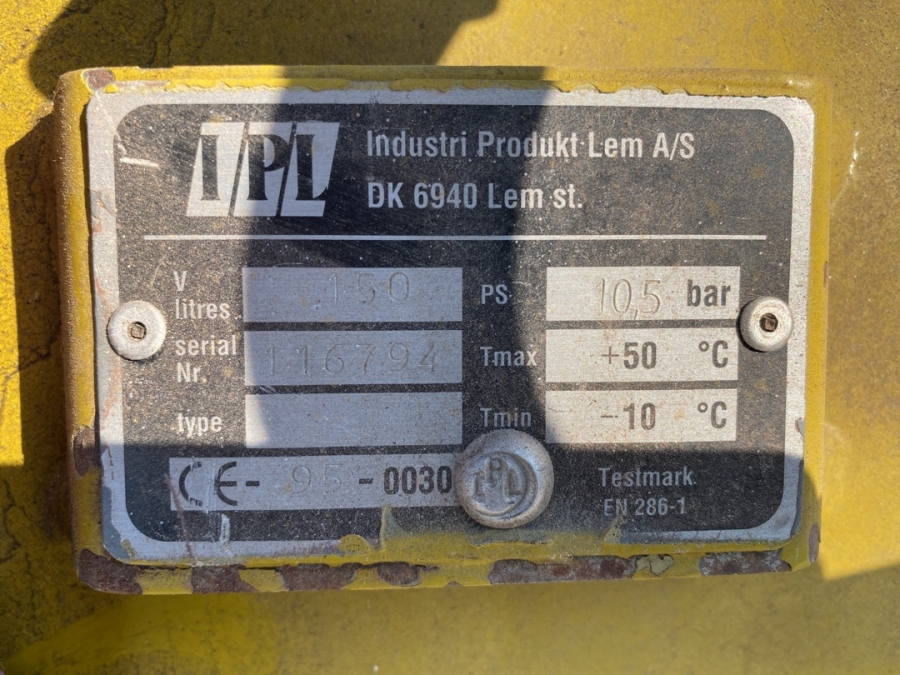 IPL
Industri Produkt Lem A/S
DK 6940 Lem st.
V litres 150
PS 10,5 bar
serial Nr. 116794
Tmax +50 °C
type
Tmin -10 °C
CE- 95 -0030
IPL
Testmark
EN 286-1